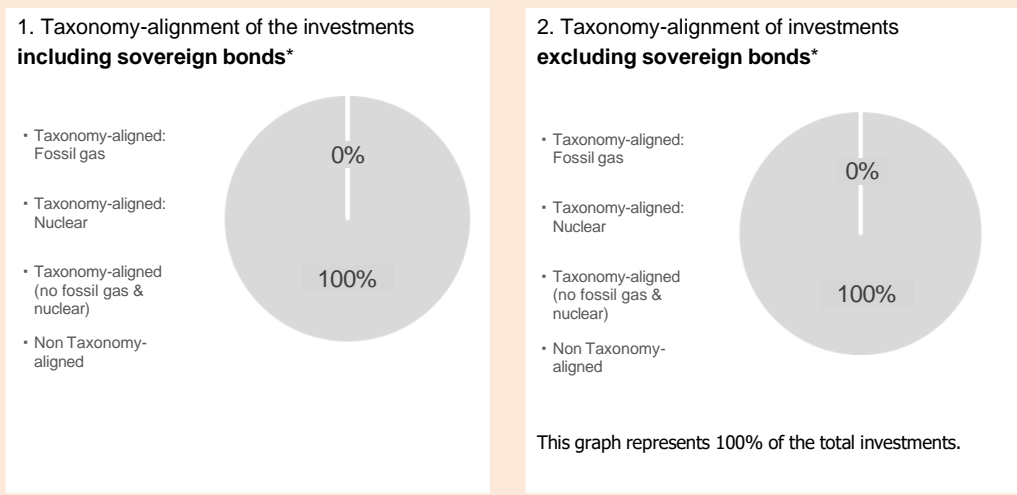 1. Taxonomy-alignment of the investments
including sovereign bonds*
Taxonomy-aligned:
Fossil gas
Taxonomy-aligned:
Nuclear
Taxonomy-aligned
(no fossil gas &
nuclear)
Non Taxonomy-
aligned
0%
100%
2. Taxonomy-alignment of investments
excluding sovereign bonds*
Taxonomy-aligned:
Fossil gas
Taxonomy-aligned:
Nuclear
Taxonomy-aligned
(no fossil gas &
nuclear)
Non Taxonomy-
aligned
0%
100%
This graph represents 100% of the total investments.